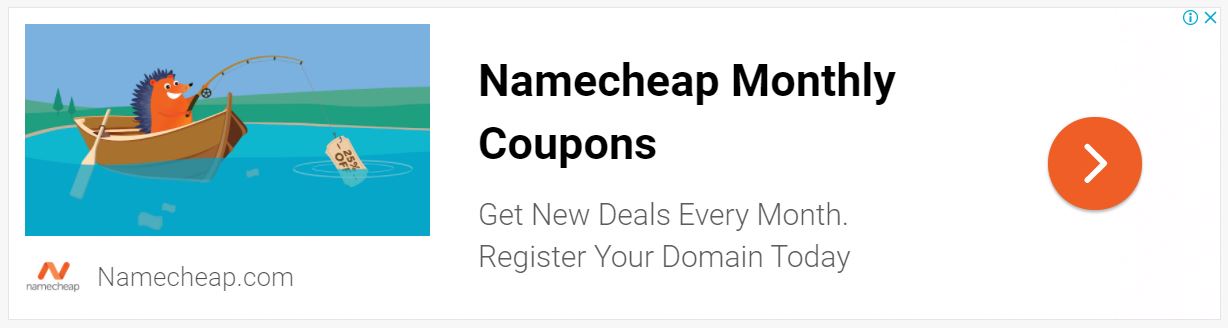 25%
OFF
Namecheap Monthly
Coupons
Get New Deals Every Month.
Register Your Domain Today
namecheap
Namecheap.com